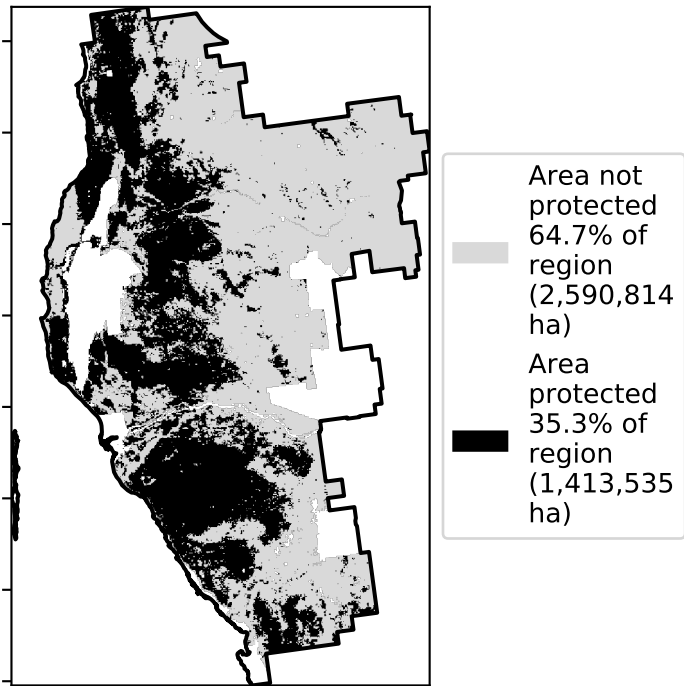 Area not
protected
64.7% of
region
(2,590,814
ha)
Area
protected
35.3% of
region
(1,413,535
ha)